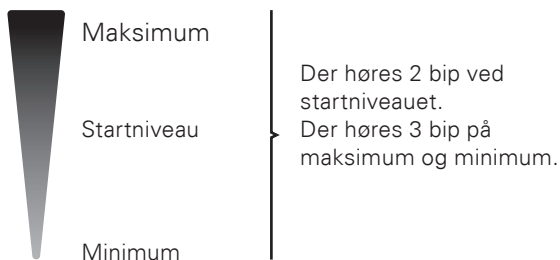 Maksimum
Startniveau
Minimum
Der høres 2 bip ved
startniveauet.
Der høres 3 bip på
maksimum og minimum.